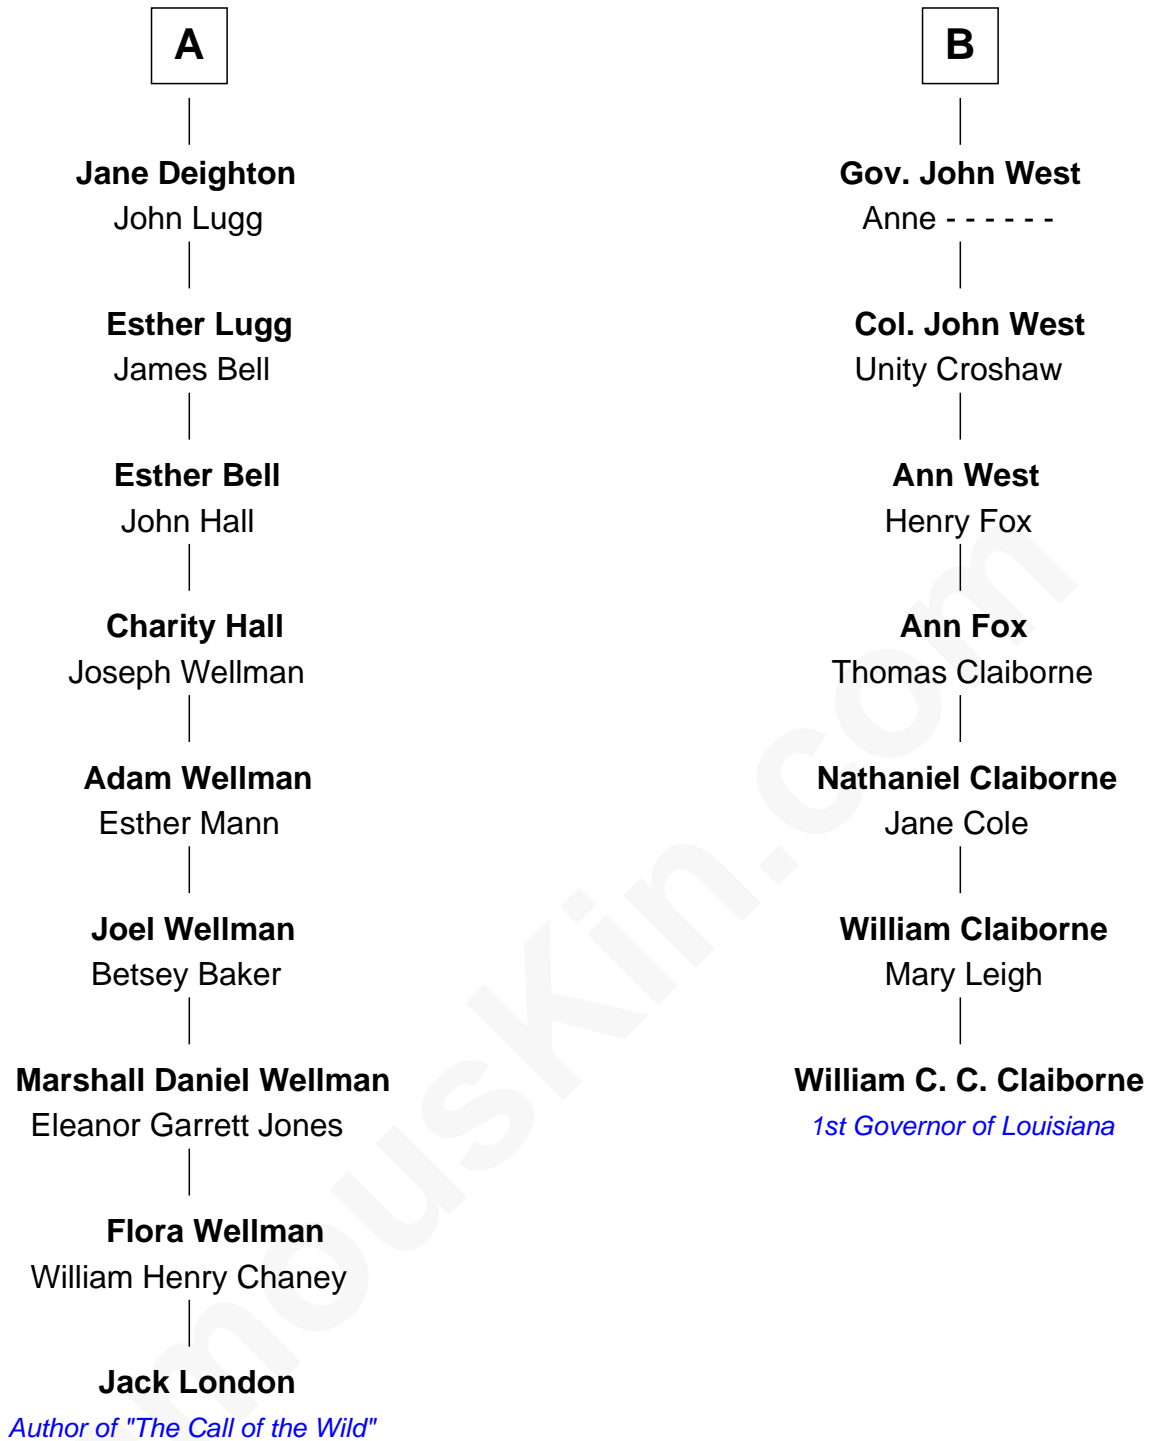 A
Jane Deighton
John Lugg
Esther Lugg
James Bell
Esther Bell
John Hall
Charity Hall
Joseph Wellman
Adam Wellman
Esther Mann
Joel Wellman
Betsey Baker
Marshall Daniel Wellman
Eleanor Garrett Jones
Flora Wellman
William Henry Chaney
Jack London
Author of "The Call of the Wild"
B
Gov. John West
Anne - - - - - -
Col. John West
Unity Croshaw
Ann West
Henry Fox
Ann Fox
Thomas Claiborne
Nathaniel Claiborne
Jane Cole
William Claiborne
Mary Leigh
William C. C. Claiborne
1st Governor of Louisiana
mousKin.com